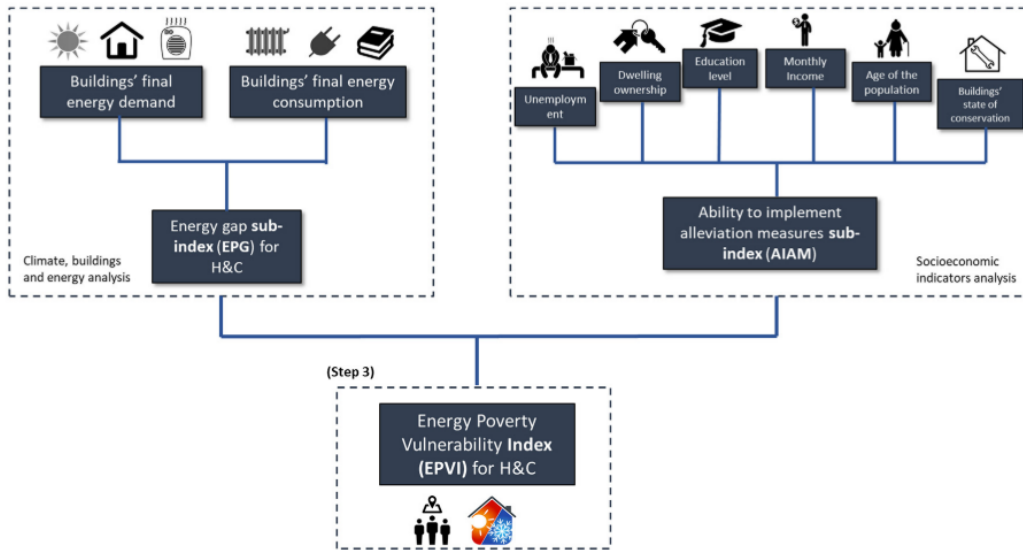 Buildings' final
energy demand
Buildings' final energy
consumption
Energy gap sub-
index (EPG) for
H&C
Climate, buildings
and energy analysis
Unemploym
ent
Dwelling
ownership
Education
level
Monthly
Income
Age of the
population
Buildings'
state of
conservation
Ability to implement
alleviation measures sub-
index (AIAM)
Socioeconomic
indicators analysis
(Step 3)
Energy Poverty
Vulnerability Index
(EPVI) for H&C